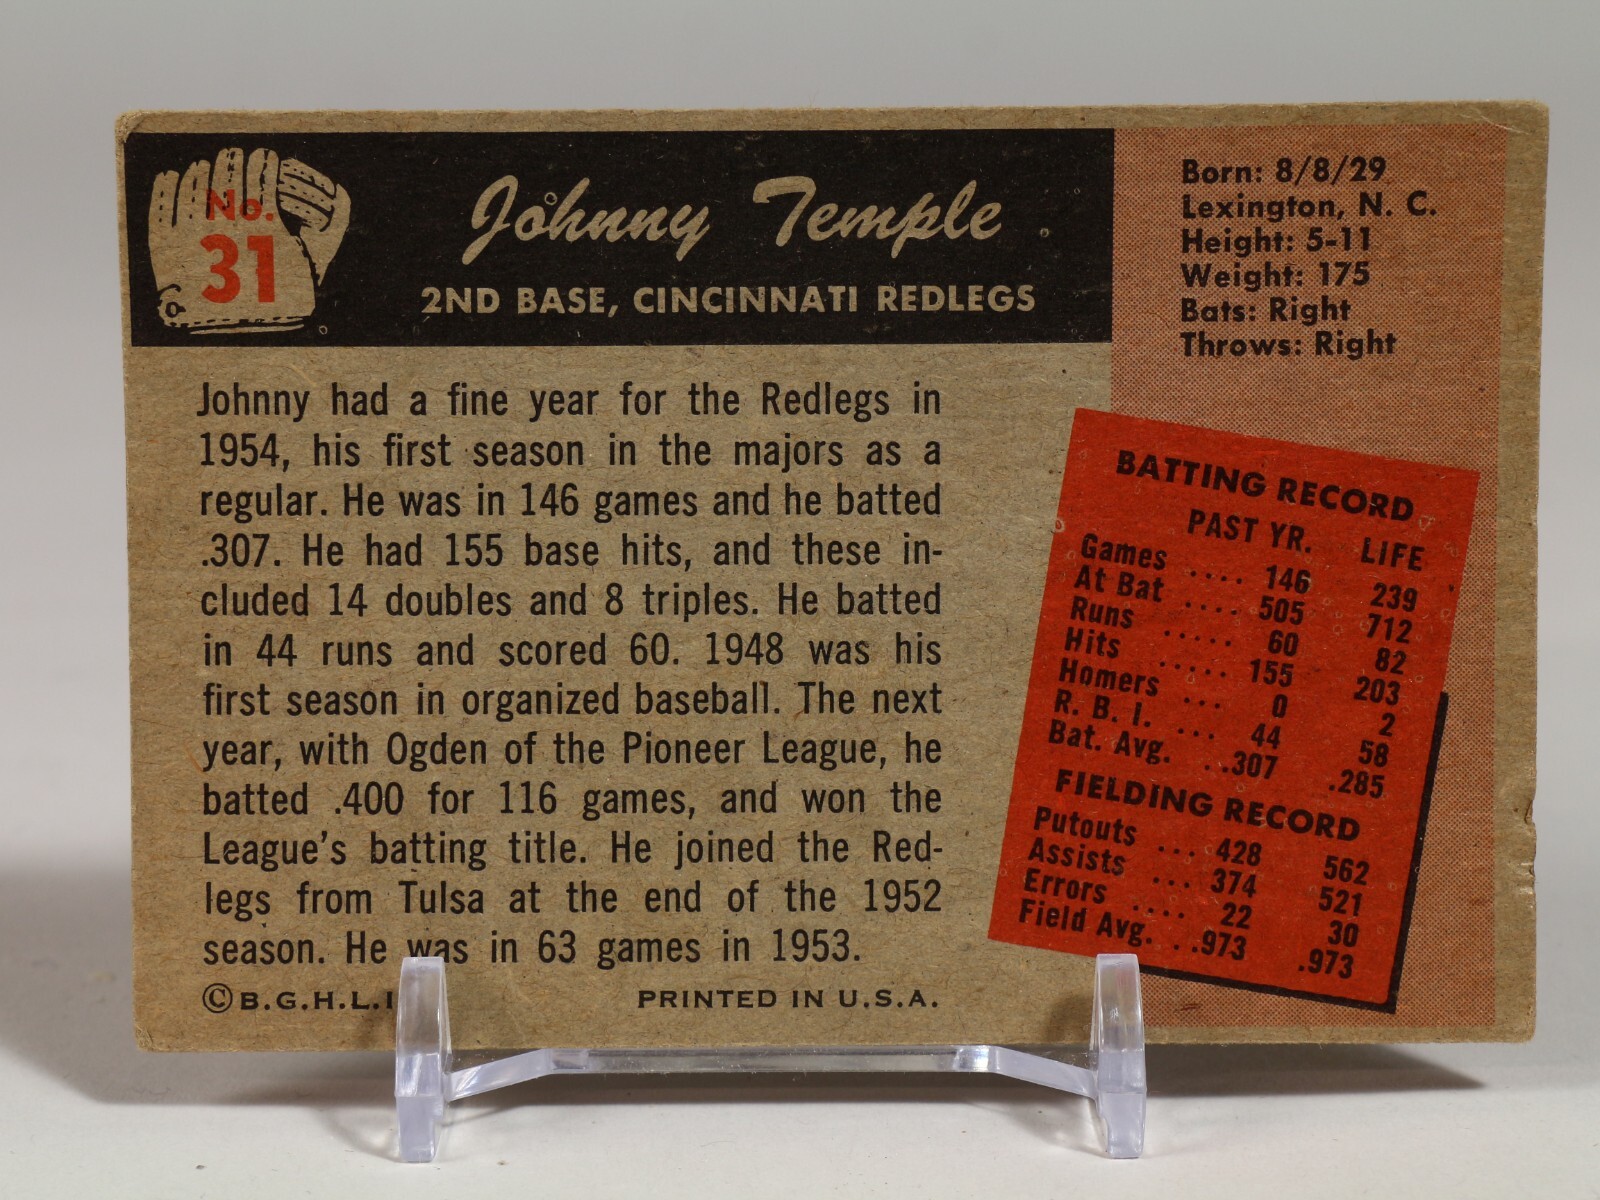 No.
31
Johnny Temple
2ND BASE, CINCINNATI REDLEGS
Born: 8/8/29
Lexington, N. C.
Height: 5-11
Weight: 175
Bats: Right
Throws: Right
Johnny had a fine year for the Redlegs in
1954, his first season in the majors as a
regular. He was in 146 games and he batted
.307. He had 155 base hits, and these in-
cluded 14 doubles and 8 triples. He batted
in 44 runs and scored 60. 1948 was his
first season in organized baseball. The next
year, with Ogden of the Pioneer League, he
batted .400 for 116 games, and won the
League's batting title. He joined the Red-
legs from Tulsa at the end of the 1952
season. He was in 63 games in 1953.
© B.G.H.L.I
PRINTED IN U.S.A.
BATTING RECORD
PAST YR. LIFE
Games .... 146 239
At Bat .... 505 712
Runs ..... 60 82
Hits ..... 155 203
Homers ... 0 2
R. B. I. ... 44 58
Bat. Avg. . .307 .285
FIELDING RECORD
Putouts ... 428 562
Assists ... 374 521
Errors .... 22 30
Field Avg. . .973 .973